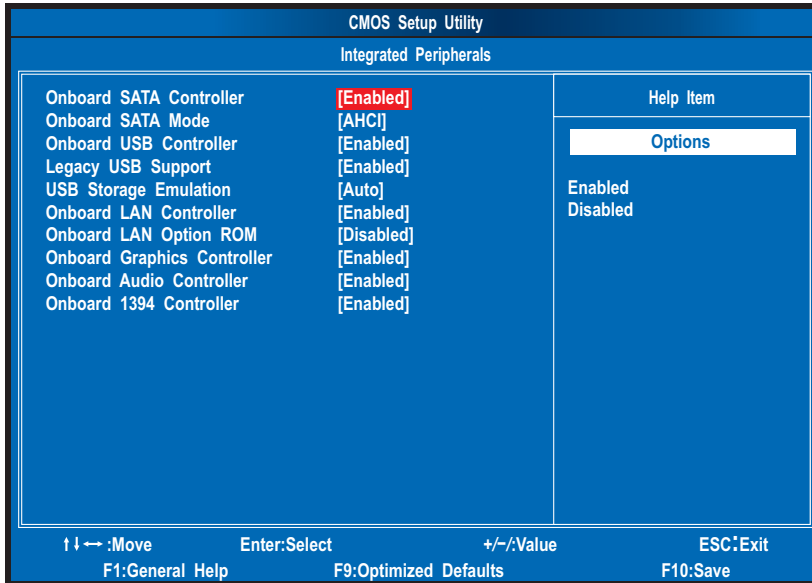 CMOS Setup Utility
Integrated Peripherals
Onboard SATA Controller [Enabled]
Onboard SATA Mode [AHCI]
Onboard USB Controller [Enabled]
Legacy USB Support [Enabled]
USB Storage Emulation [Auto]
Onboard LAN Controller [Enabled]
Onboard LAN Option ROM [Disabled]
Onboard Graphics Controller [Enabled]
Onboard Audio Controller [Enabled]
Onboard 1394 Controller [Enabled]
Help Item
Options
Enabled
Disabled
↑↓↔:Move Enter:Select +/-/:Value ESC:Exit
F1:General Help F9:Optimized Defaults F10:Save